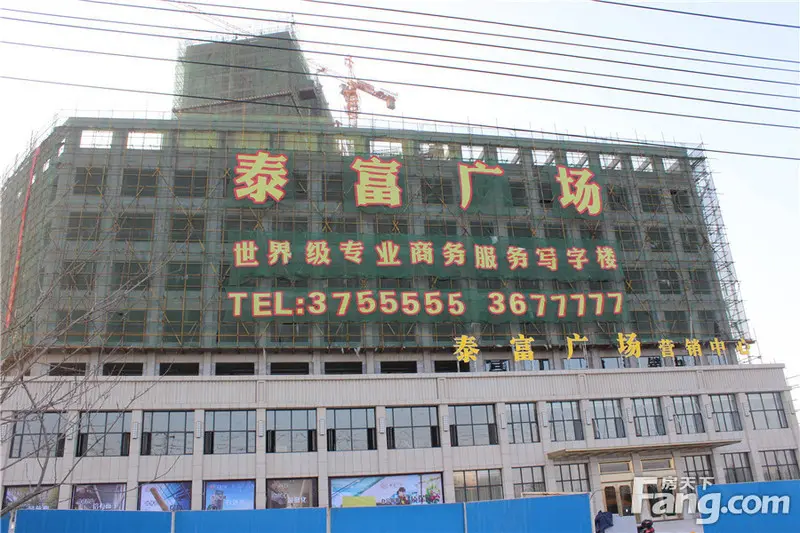 泰富广场
世界级专业商务服务写字楼
TEL:3755555 3677777
泰富广场营销中心
房天下
Fang.com